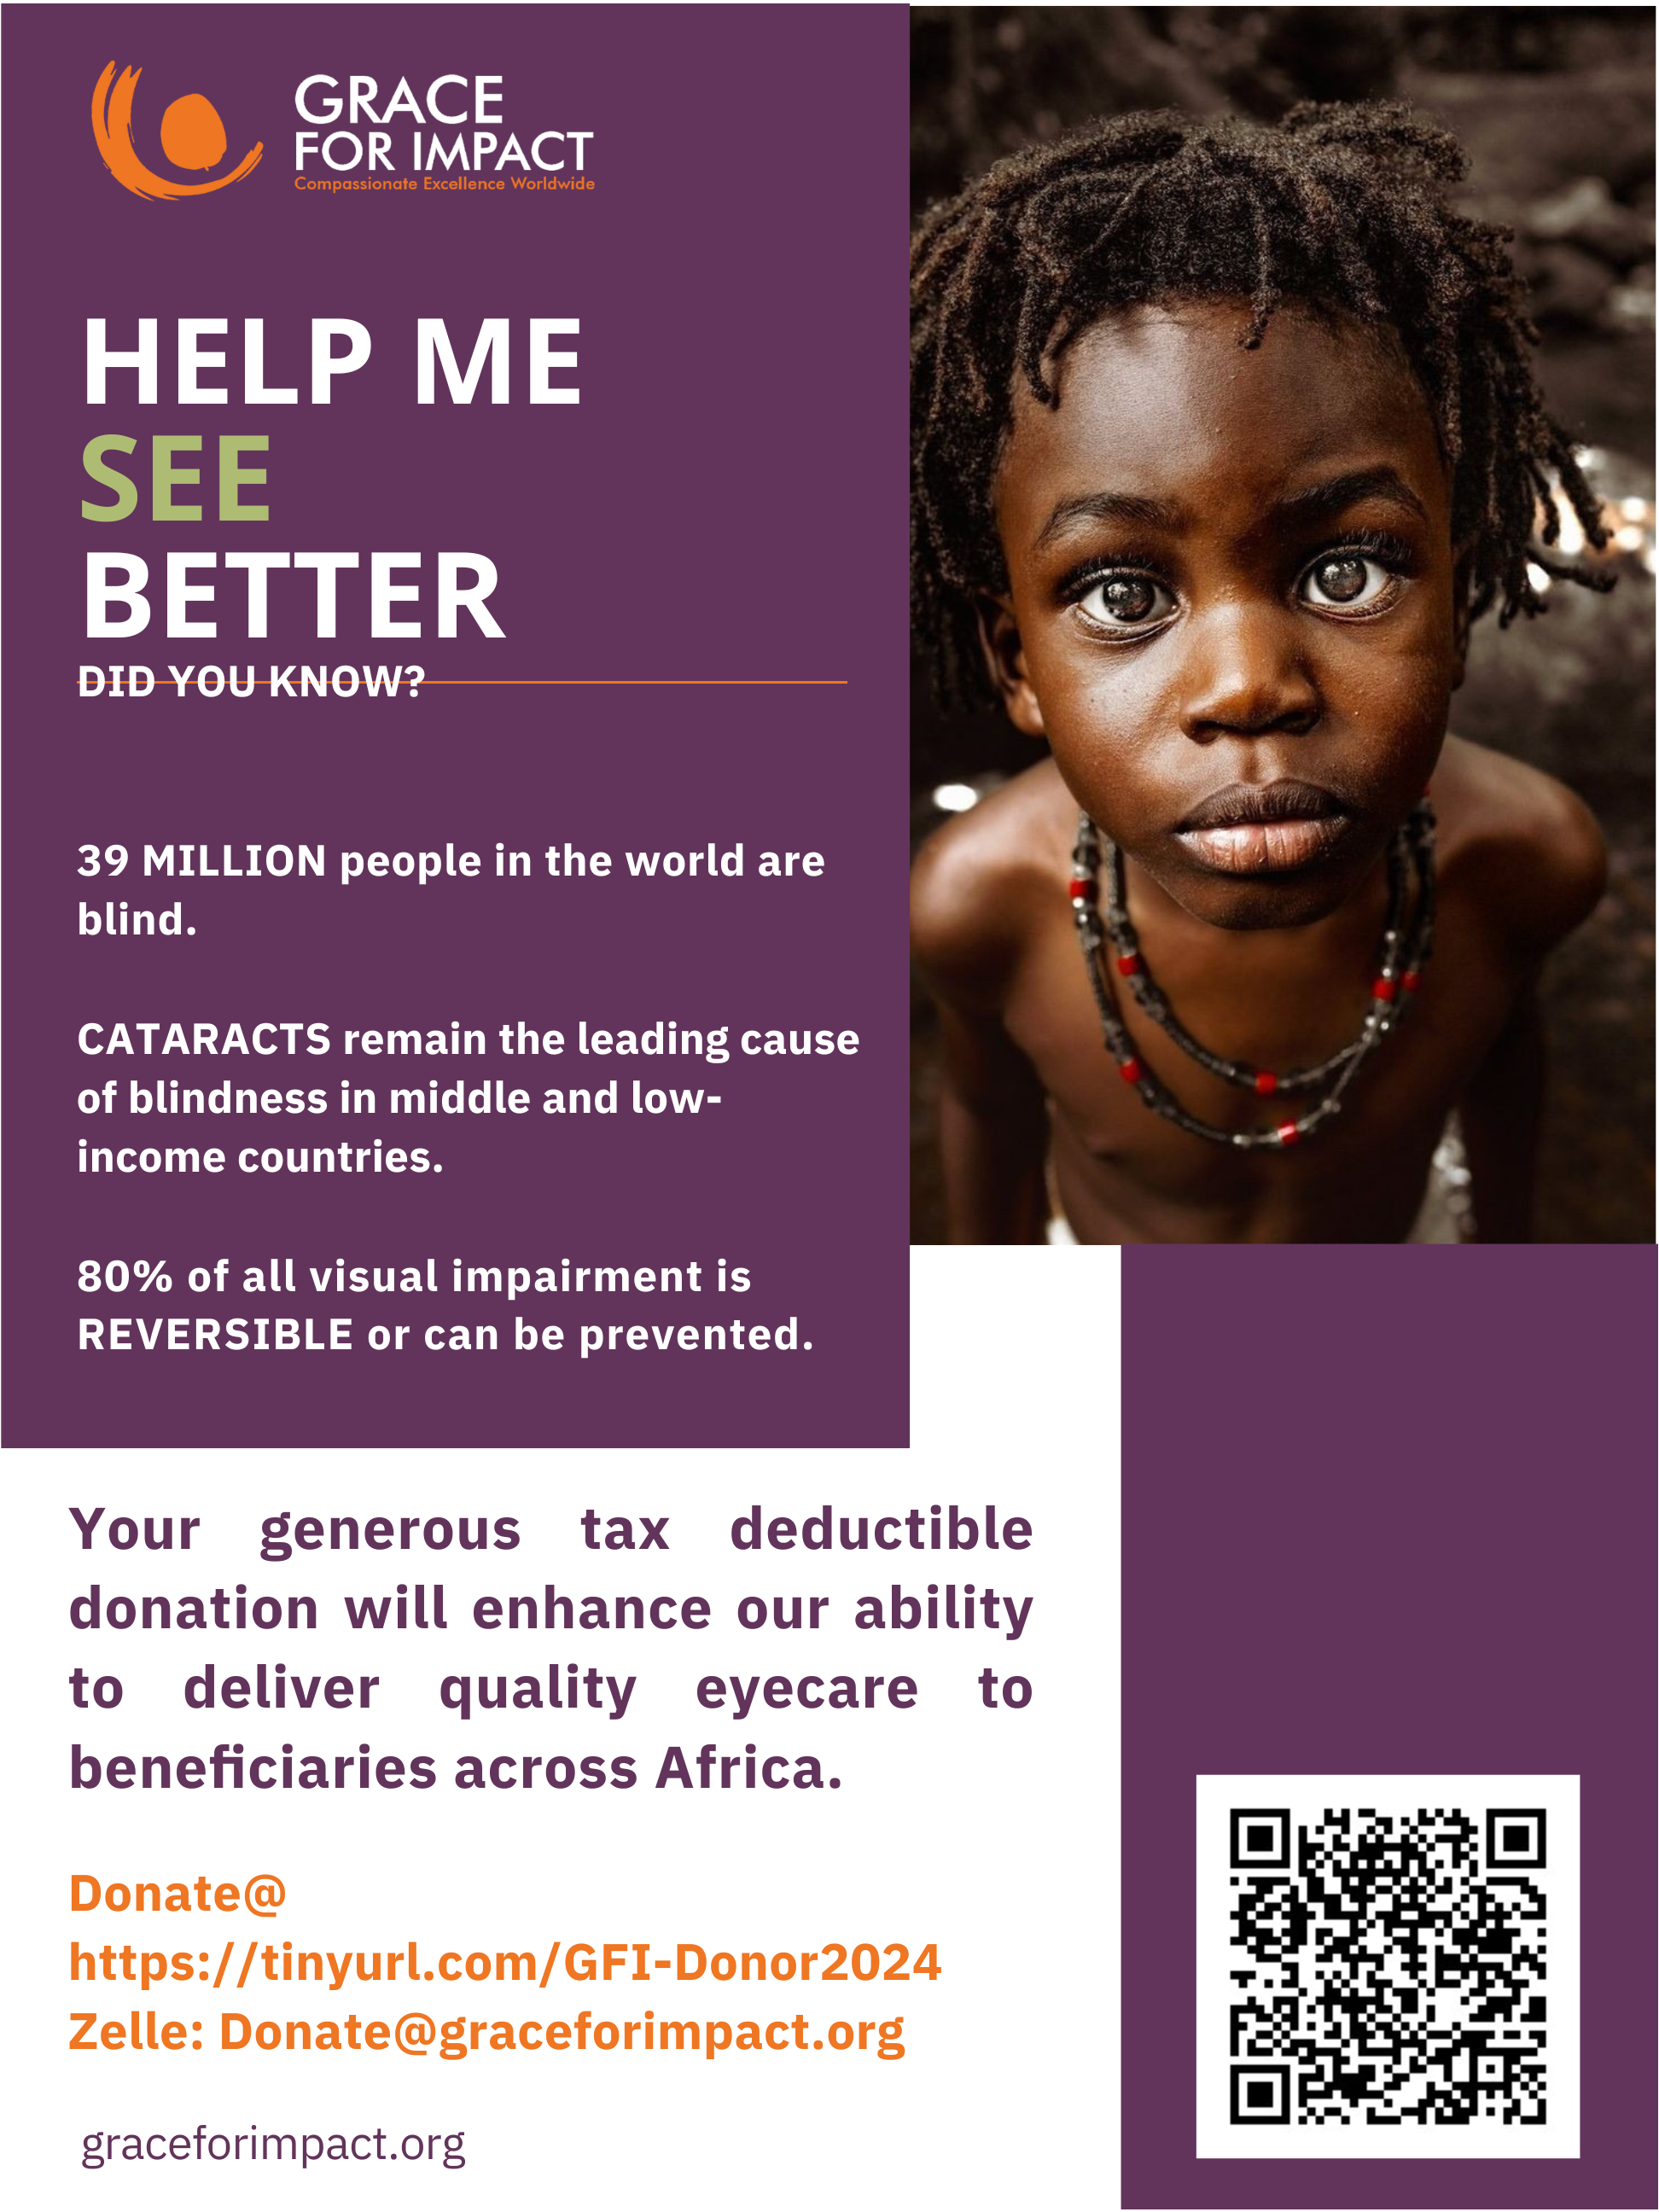 GRACE
FOR IMPACT
Compassionate Excellence Worldwide
HELP ME
SEE
BETTER
DID YOU KNOW?
39 MILLION people in the world are
blind.
CATARACTS remain the leading cause
of blindness in middle and low-
income countries.
80% of all visual impairment is
REVERSIBLE or can be prevented.
Your generous tax deductible
donation will enhance our ability
to deliver quality eyecare to
beneficiaries across Africa.
Donate@
https://tinyurl.com/GFI-Donor2024
Zelle: Donate@graceforimpact.org
graceforimpact.org